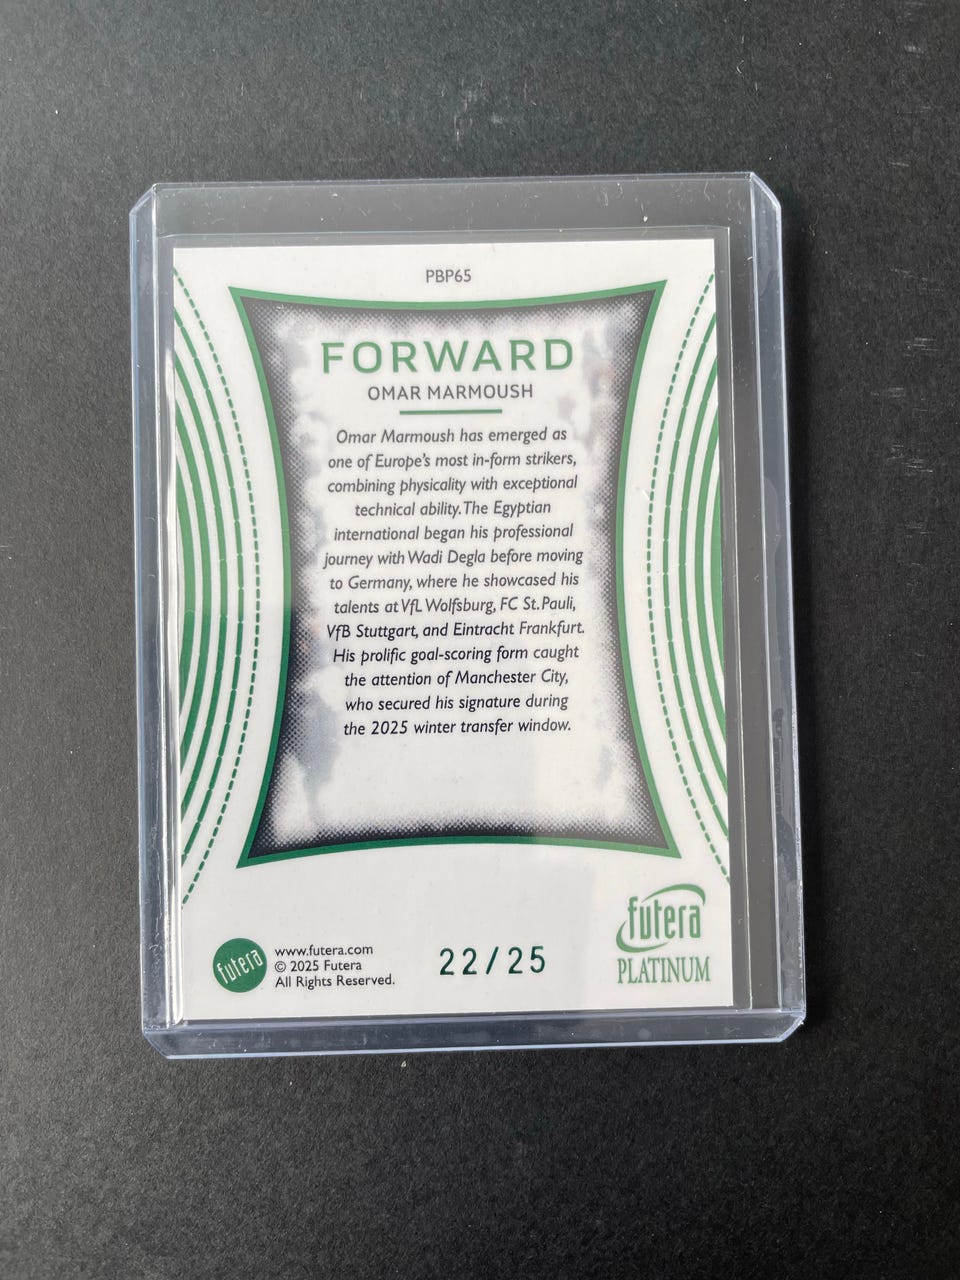 PBP65
FORWARD
OMAR MARMOUSH
Omar Marmoush has emerged as
one of Europe's most in-form strikers,
combining physicality with exceptional
technical ability. The Egyptian
international began his professional
journey with Wadi Degla before moving
to Germany, where he showcased his
talents at VfL Wolfsburg, FC St. Pauli,
VfB Stuttgart, and Eintracht Frankfurt.
His prolific goal-scoring form caught
the attention of Manchester City,
who secured his signature during
the 2025 winter transfer window.
futera
www.futera.com
© 2025 Futera
All Rights Reserved.
22/25
futera
PLATINUM